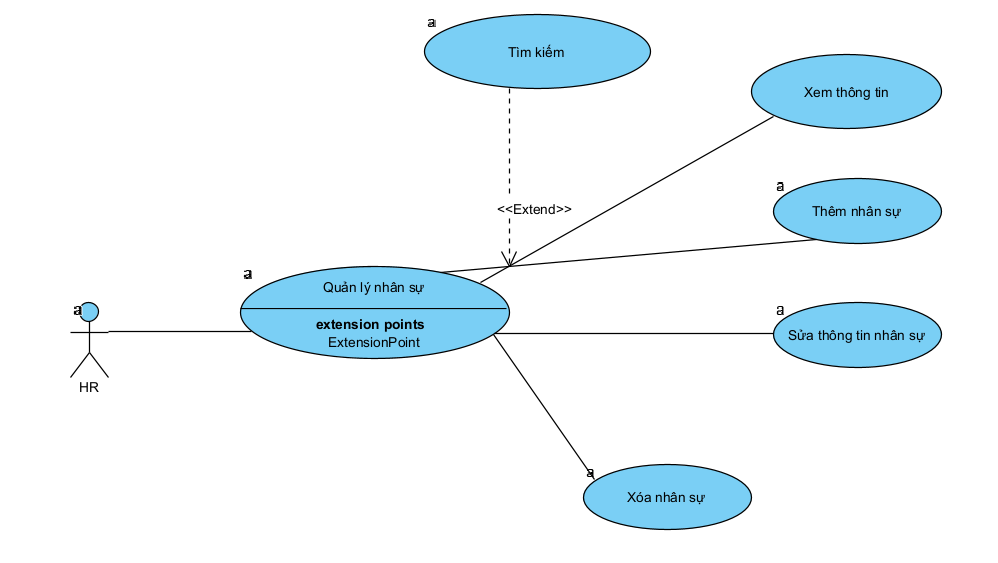 a
Tìm kiếm
Xem thông tin
a
Thêm nhân sự
<<Extend>>
a
Quản lý nhân sự
extension points
ExtensionPoint
a
HR
a
Sửa thông tin nhân sự
a
Xóa nhân sự